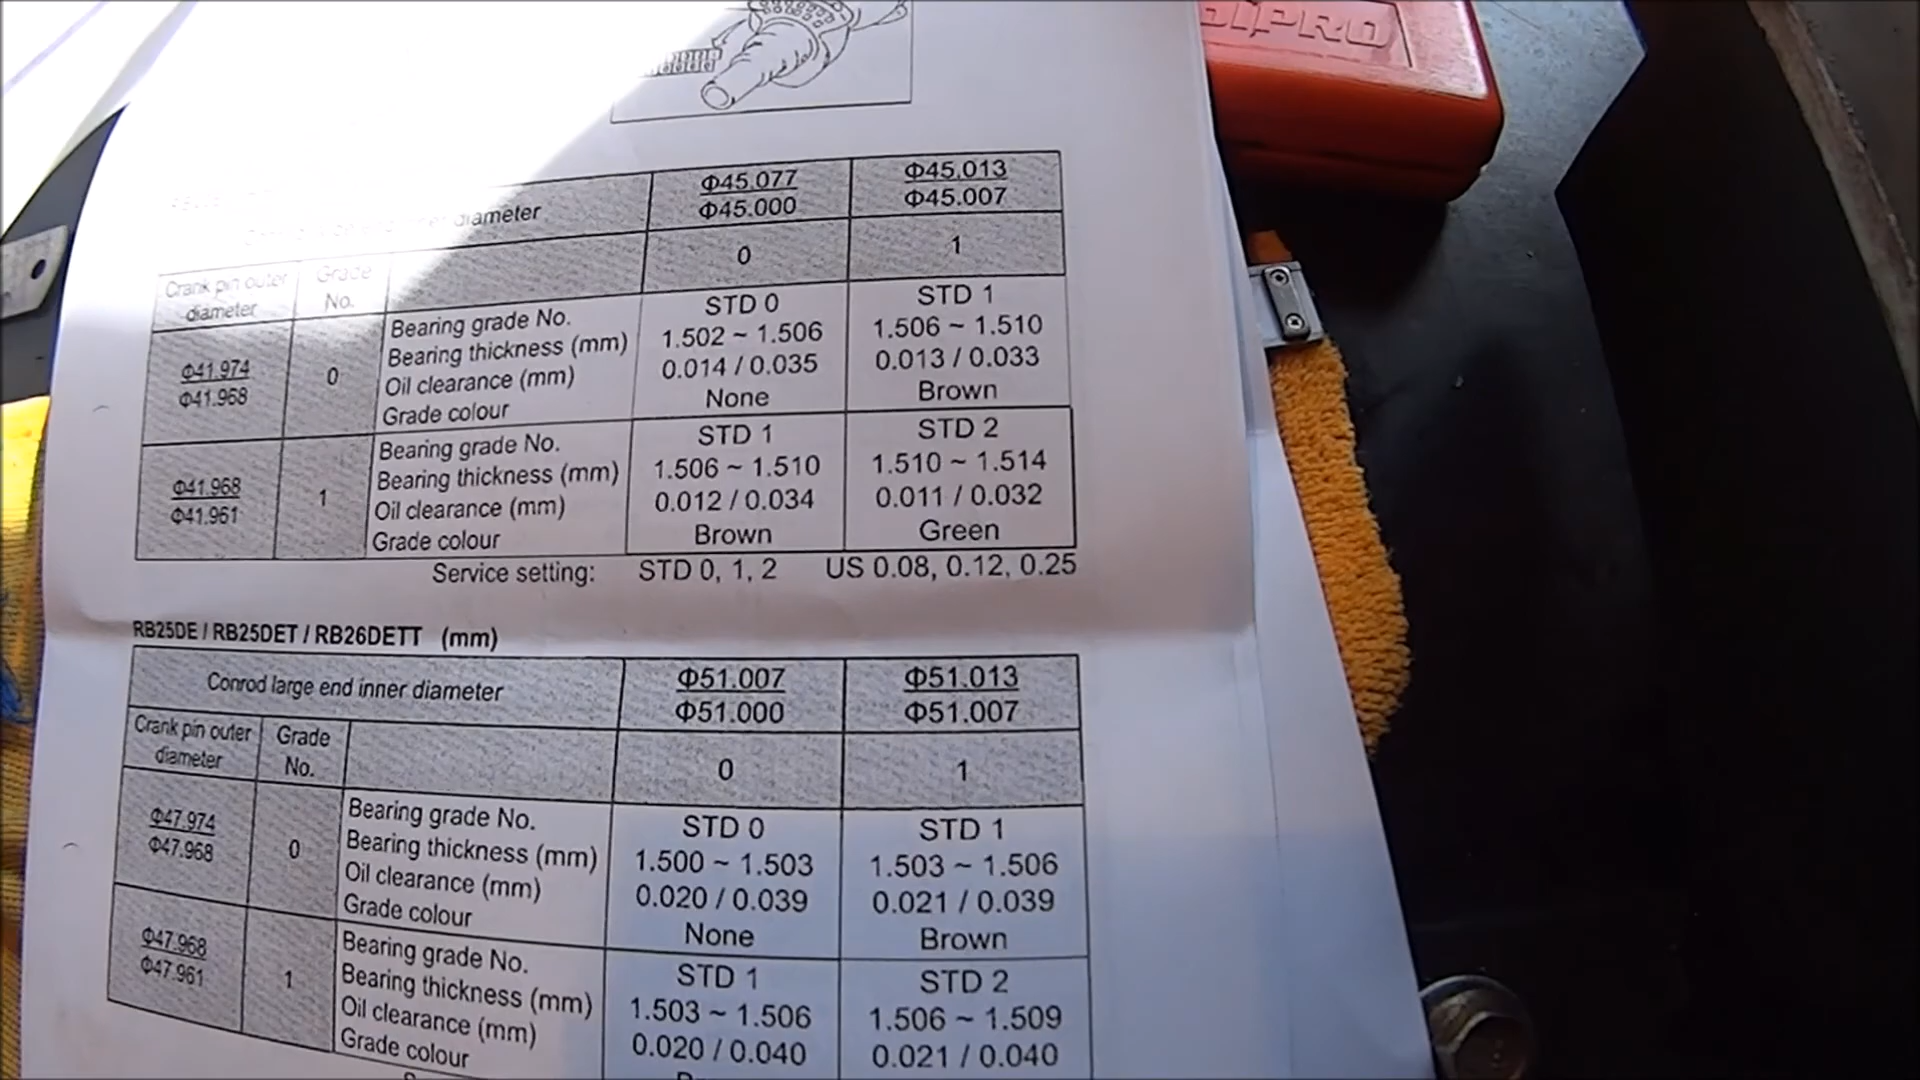 DIPRO
diameter
Φ45.077
Φ45.000
Φ45.013
Φ45.007
Crank pin outer
diameter
Grade
No.
0
1
Φ41.974
Φ41.968
0
Bearing grade No.
Bearing thickness (mm)
Oil clearance (mm)
Grade colour
STD 0
1.502 ~ 1.506
0.014 / 0.035
None
STD 1
1.506 ~ 1.510
0.013 / 0.033
Brown
Φ41.968
Φ41.961
1
Bearing grade No.
Bearing thickness (mm)
Oil clearance (mm)
Grade colour
STD 1
1.506 ~ 1.510
0.012 / 0.034
Brown
STD 2
1.510 ~ 1.514
0.011 / 0.032
Green
Service setting: STD 0, 1, 2 US 0.08, 0.12, 0.25
RB25DE / RB25DET / RB26DETT (mm)
Conrod large end inner diameter
Φ51.007
Φ51.000
Φ51.013
Φ51.007
Crank pin outer
diameter
Grade
No.
0
1
Φ47.974
Φ47.968
0
Bearing grade No.
Bearing thickness (mm)
Oil clearance (mm)
Grade colour
STD 0
1.500 ~ 1.503
0.020 / 0.039
None
STD 1
1.503 ~ 1.506
0.021 / 0.039
Brown
Φ47.968
Φ47.961
1
Bearing grade No.
Bearing thickness (mm)
Oil clearance (mm)
Grade colour
STD 1
1.503 ~ 1.506
0.020 / 0.040
STD 2
1.506 ~ 1.509
0.021 / 0.040